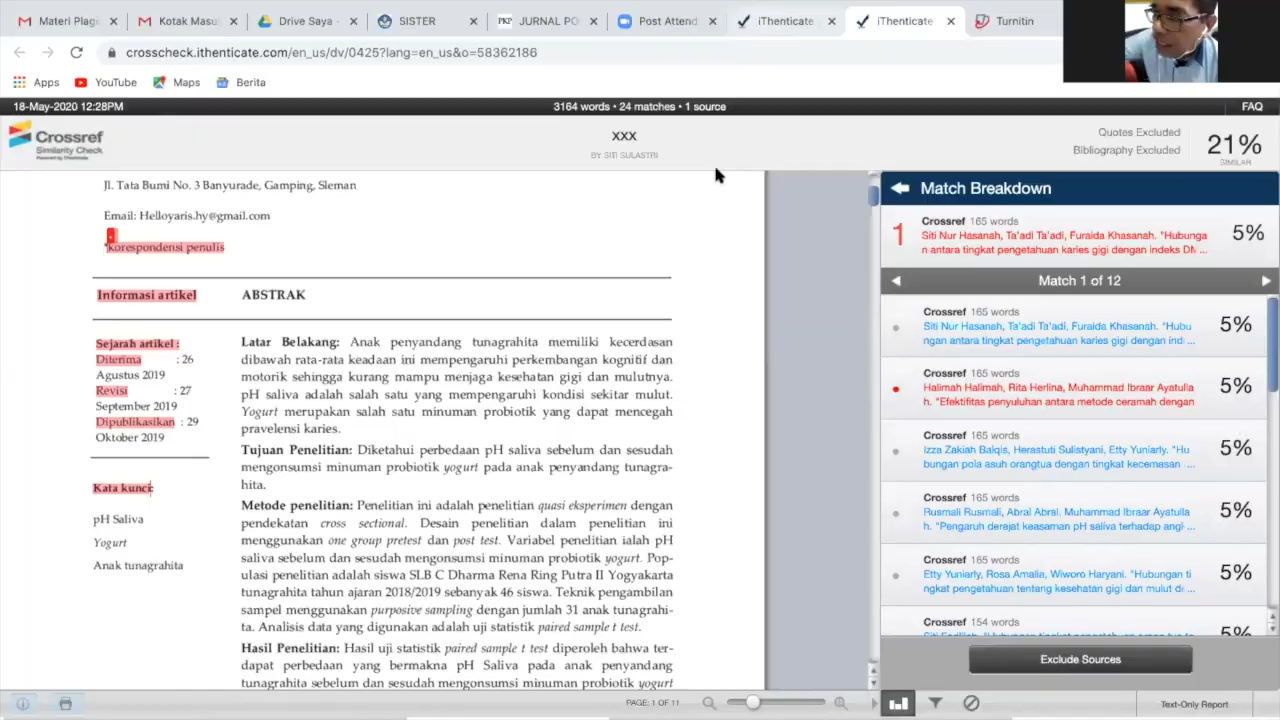 Materi Plag
Kotak Masu
Drive Saya -
SISTER
PKP JURNAL PO
Post Attend
iThenticate
iThenticate
Turnitin
crosscheck.ithenticate.com/en_us/dv/0425?lang=en_us&o=58362186
Apps
YouTube
Maps
Berita
18-May-2020 12:28PM
3164 words • 24 matches • 1 source
FAQ
Crossref
Similarity Check
Powered by iThenticate
XXX
BY SITI SULASTRI
Quotes Excluded
Bibliography Excluded
21%
SIMILAR
Jl. Tata Bumi No. 3 Banyurade, Gamping, Sleman
Email: Helloyaris.hy@gmail.com
*korespondensi penulis
Informasi artikel
Sejarah artikel :
Diterima : 26
Agustus 2019
Revisi : 27
September 2019
Dipublikasikan : 29
Oktober 2019
Kata kunci:
pH Saliva
Yogurt
Anak tunagrahita
ABSTRAK
Latar Belakang: Anak penyandang tunagrahita memiliki kecerdasan
dibawah rata-rata keadaan ini mempengaruhi perkembangan kognitif dan
motorik sehingga kurang mampu menjaga kesehatan gigi dan mulutnya.
pH saliva adalah salah satu yang mempengaruhi kondisi sekitar mulut.
Yogurt merupakan salah satu minuman probiotik yang dapat mencegah
pravelensi karies.
Tujuan Penelitian: Diketahui perbedaan pH saliva sebelum dan sesudah
mengonsumsi minuman probiotik yogurt pada anak penyandang tunagra-
hita.
Metode penelitian: Penelitian ini adalah penelitian quasi eksperimen dengan
pendekatan cross sectional. Desain penelitian dalam penelitian ini
menggunakan one group pretest dan post test. Variabel penelitian ialah pH
saliva sebelum dan sesudah mengonsumsi minuman probiotik yogurt. Pop-
ulasi penelitian adalah siswa SLB C Dharma Rena Ring Putra II Yogyakarta
tunagrahita tahun ajaran 2018/2019 sebanyak 46 siswa. Teknik pengambilan
sampel menggunakan purposive sampling dengan jumlah 31 anak tunagrahi-
ta. Analisis data yang digunakan adalah uji statistik paired sample t test.
Hasil Penelitian: Hasil uji statistik paired sample t test diperoleh bahwa ter-
dapat perbedaan yang bermakna pH Saliva pada anak penyandang
tunagrahita sebelum dan sesudah mengonsumsi minuman probiotik yogurt
Match Breakdown
1
Crossref 165 words
Siti Nur Hasanah, Ta'adi Ta'adi, Furaida Khasanah. "Hubunga
n antara tingkat pengetahuan karies gigi dengan indeks DM ...
5%
Match 1 of 12
Crossref 165 words
Siti Nur Hasanah, Ta'adi Ta'adi, Furaida Khasanah. "Hubu
ngan antara tingkat pengetahuan karies gigi dengan ind ...
5%
Crossref 165 words
Halimah Halimah, Rita Herlina, Muhammad Ibraar Ayatulla
h. "Efektifitas penyuluhan antara metode ceramah dengan
5%
Crossref 165 words
Izza Zakiah Balqis, Herastuti Sulistyani, Etty Yuniarly. "Hu
bungan pola asuh orangtua dengan tingkat kecemasan ...
5%
Crossref 165 words
Rusmali Rusmali, Abral Abral, Muhammad Ibraar Ayatulla
h. "Pengaruh derajat keasaman pH saliva terhadap angk ...
5%
Crossref 165 words
Etty Yuniarly, Rosa Amalia, Wiworo Haryani. "Hubungan ti
ngkat pengetahuan tentang kesehatan gigi dan mulut d ...
5%
Crossref 154 words
5%
Exclude Sources
PAGE: 1 OF 11
Text-Only Report